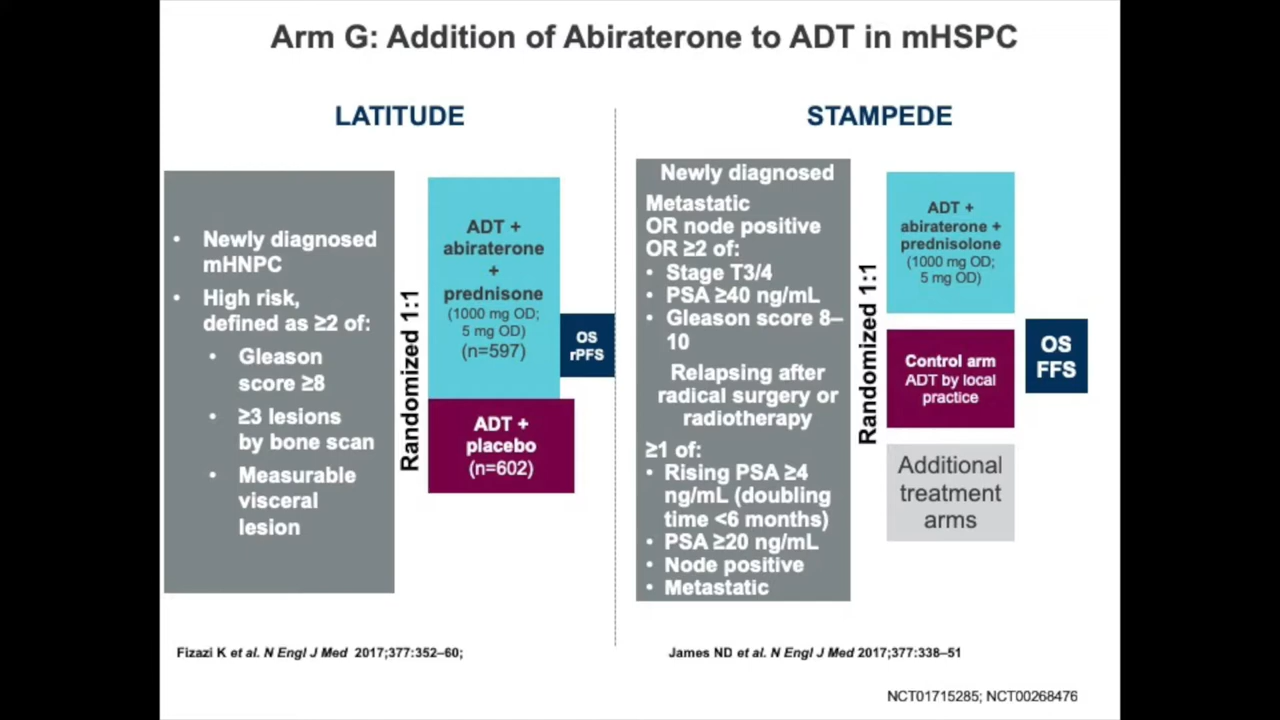 Arm G: Addition of Abiraterone to ADT in mHSPC
LATITUDE
• Newly diagnosed
mHNPC
• High risk,
defined as ≥2 of:
• Gleason
score ≥8
• ≥3 lesions
by bone scan
• Measurable
visceral
lesion
Randomized 1:1
ADT +
abiraterone
+
prednisone
(1000 mg OD;
5 mg OD)
(n=597)
ADT +
placebo
(n=602)
OS
rPFS
Fizazi K et al. N Engl J Med 2017;377:352–60;
STAMPEDE
Newly diagnosed
Metastatic
OR node positive
OR ≥2 of:
• Stage T3/4
• PSA ≥40 ng/mL
• Gleason score 8–
10
Relapsing after
radical surgery or
radiotherapy
≥1 of:
• Rising PSA ≥4
ng/mL (doubling
time <6 months)
• PSA ≥20 ng/mL
• Node positive
• Metastatic
Randomized 1:1
ADT +
abiraterone +
prednisolone
(1000 mg OD;
5 mg OD)
Control arm
ADT by local
practice
Additional
treatment
arms
OS
FFS
James ND et al. N Engl J Med 2017;377:338–51
NCT01715285; NCT00268476